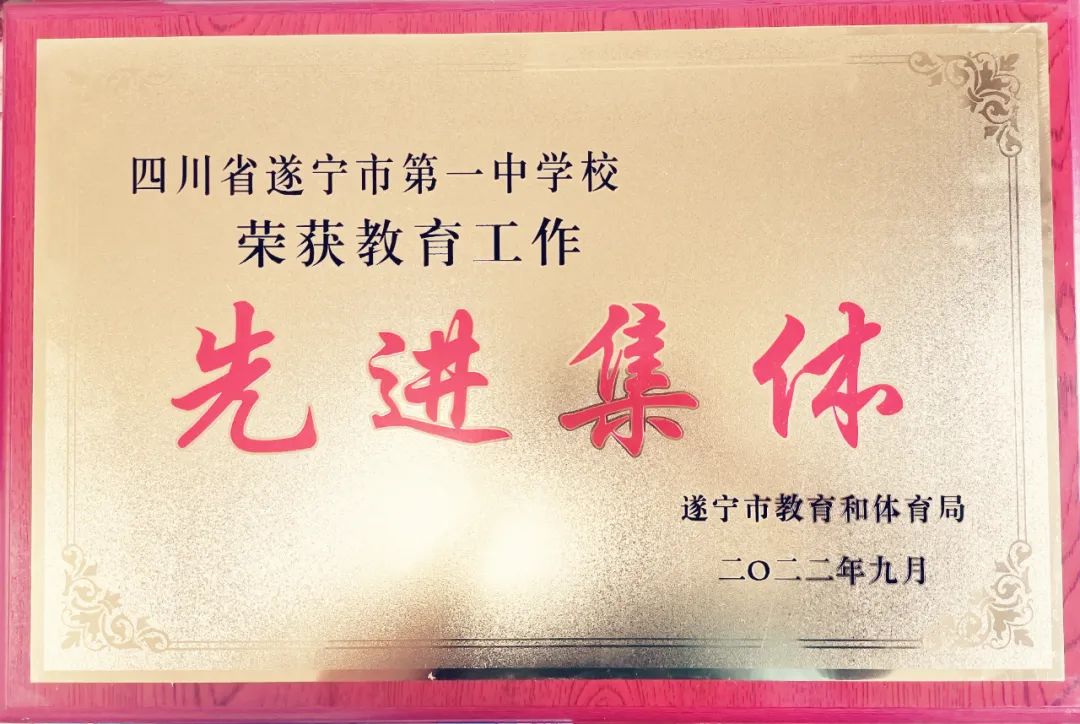 四川省遂宁市第一中学校
荣获教育工作
先进集体
遂宁市教育和体育局
二〇二二年九月